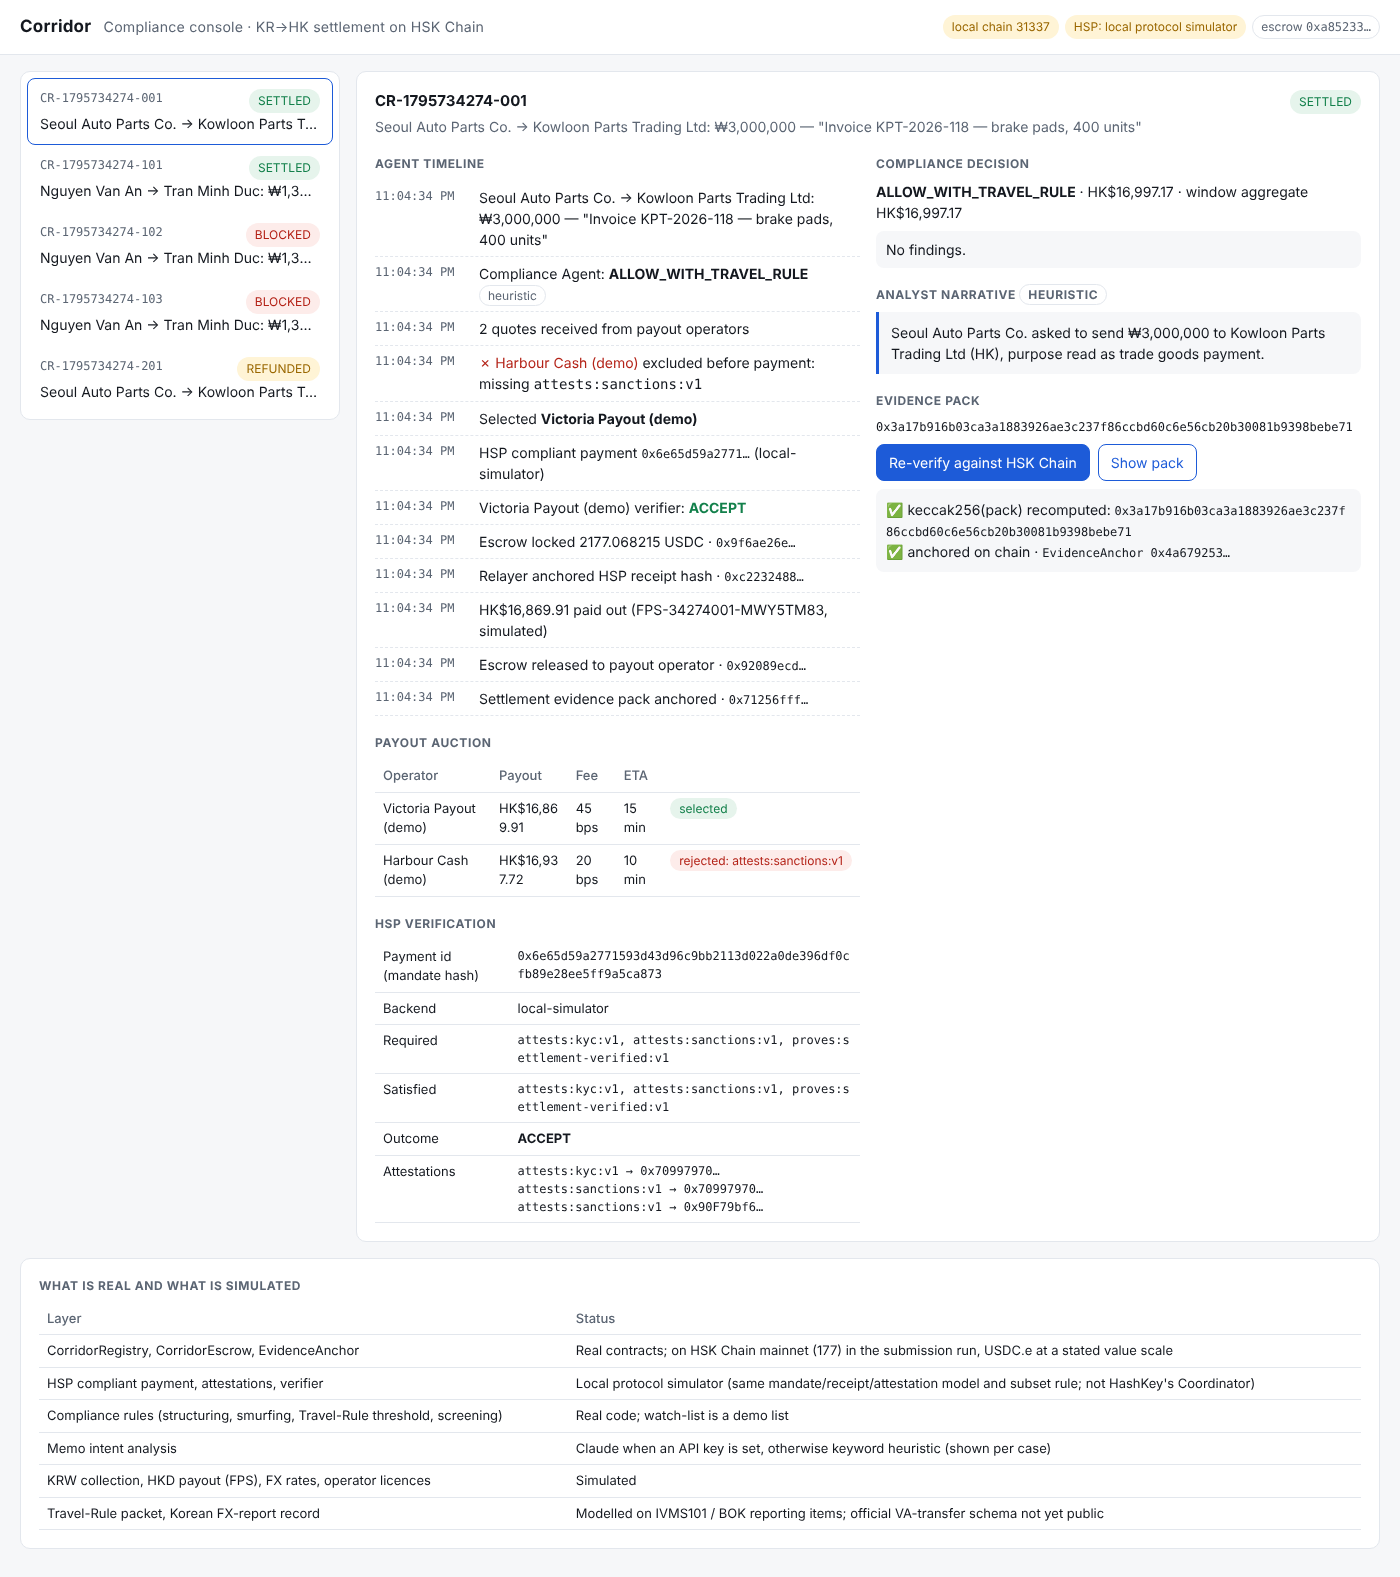 Corridor Compliance console · KR→HK settlement on HSK Chain
local chain 31337 HSP: local protocol simulator escrow 0xa85233…
CR-1795734274-001 SETTLED
Seoul Auto Parts Co. → Kowloon Parts T…
CR-1795734274-101 SETTLED
Nguyen Van An → Tran Minh Duc: ₩1,3…
CR-1795734274-102 BLOCKED
Nguyen Van An → Tran Minh Duc: ₩1,3…
CR-1795734274-103 BLOCKED
Nguyen Van An → Tran Minh Duc: ₩1,3…
CR-1795734274-201 REFUNDED
Seoul Auto Parts Co. → Kowloon Parts T…
CR-1795734274-001 SETTLED
Seoul Auto Parts Co. → Kowloon Parts Trading Ltd: ₩3,000,000 — "Invoice KPT-2026-118 — brake pads, 400 units"
AGENT TIMELINE
11:04:34 PM Seoul Auto Parts Co. → Kowloon Parts Trading Ltd:
₩3,000,000 — "Invoice KPT-2026-118 — brake pads,
400 units"
11:04:34 PM Compliance Agent: ALLOW_WITH_TRAVEL_RULE
heuristic
11:04:34 PM 2 quotes received from payout operators
11:04:34 PM × Harbour Cash (demo) excluded before payment:
missing attests:sanctions:v1
11:04:34 PM Selected Victoria Payout (demo)
11:04:34 PM HSP compliant payment 0x6e65d59a2771… (local-
simulator)
11:04:34 PM Victoria Payout (demo) verifier: ACCEPT
11:04:34 PM Escrow locked 2177.068215 USDC · 0x9f6ae26e…
11:04:34 PM Relayer anchored HSP receipt hash · 0xc2232488…
11:04:34 PM HK$16,869.91 paid out (FPS-34274001-MWY5TM83,
simulated)
11:04:34 PM Escrow released to payout operator · 0x92089ecd…
11:04:34 PM Settlement evidence pack anchored · 0x71256fff…
PAYOUT AUCTION
Operator Payout Fee ETA
Victoria Payout HK$16,86 45 15 selected
(demo) 9.91 bps min
Harbour Cash HK$16,93 20 10 rejected: attests:sanctions:v1
(demo) 7.72 bps min
HSP VERIFICATION
Payment id 0x6e65d59a2771593d43d96c9bb2113d022a0de396df0c
(mandate hash) fb89e28ee5ff9a5ca873
Backend local-simulator
Required attests:kyc:v1, attests:sanctions:v1, proves:s
ettlement-verified:v1
Satisfied attests:kyc:v1, attests:sanctions:v1, proves:s
ettlement-verified:v1
Outcome ACCEPT
Attestations attests:kyc:v1 → 0x70997970…
attests:sanctions:v1 → 0x70997970…
attests:sanctions:v1 → 0x90F79bf6…
COMPLIANCE DECISION
ALLOW_WITH_TRAVEL_RULE · HK$16,997.17 · window aggregate
HK$16,997.17
No findings.
ANALYST NARRATIVE HEURISTIC
Seoul Auto Parts Co. asked to send ₩3,000,000 to Kowloon Parts
Trading Ltd (HK), purpose read as trade goods payment.
EVIDENCE PACK
0x3a17b916b03ca3a1883926ae3c237f86ccbd60c6e56cb20b30081b9398bebe71
Re-verify against HSK Chain Show pack
✅ keccak256(pack) recomputed: 0x3a17b916b03ca3a1883926ae3c237f
86ccbd60c6e56cb20b30081b9398bebe71
✅ anchored on chain · EvidenceAnchor 0x4a679253…
WHAT IS REAL AND WHAT IS SIMULATED
Layer Status
CorridorRegistry, CorridorEscrow, EvidenceAnchor Real contracts; on HSK Chain mainnet (177) in the submission run, USDC.e at a stated value scale
HSP compliant payment, attestations, verifier Local protocol simulator (same mandate/receipt/attestation model and subset rule; not HashKey's Coordinator)
Compliance rules (structuring, smurfing, Travel-Rule threshold, screening) Real code; watch-list is a demo list
Memo intent analysis Claude when an API key is set, otherwise keyword heuristic (shown per case)
KRW collection, HKD payout (FPS), FX rates, operator licences Simulated
Travel-Rule packet, Korean FX-report record Modelled on IVMS101 / BOK reporting items; official VA-transfer schema not yet public